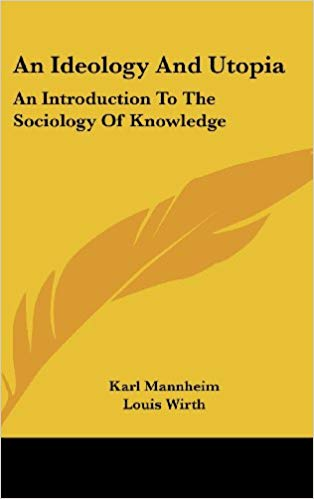 An Ideology And Utopia
An Introduction To The
Sociology Of Knowledge
Karl Mannheim
Louis Wirth